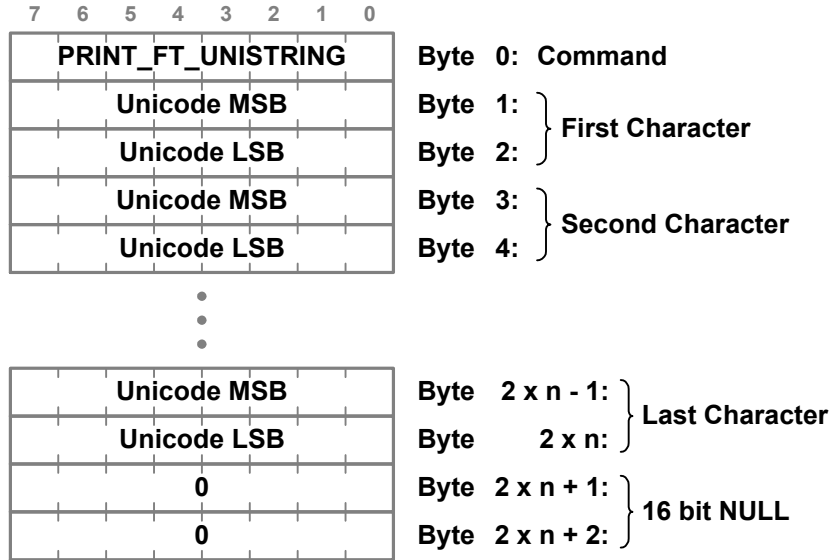 7 6 5 4 3 2 1 0
PRINT_FT_UNISTRING Byte 0: Command
Unicode MSB Byte 1:
First Character
Unicode LSB Byte 2:
Unicode MSB Byte 3:
Second Character
Unicode LSB Byte 4:
Unicode MSB Byte 2 x n - 1:
Last Character
Unicode LSB Byte 2 x n:
0 Byte 2 x n + 1:
16 bit NULL
0 Byte 2 x n + 2: